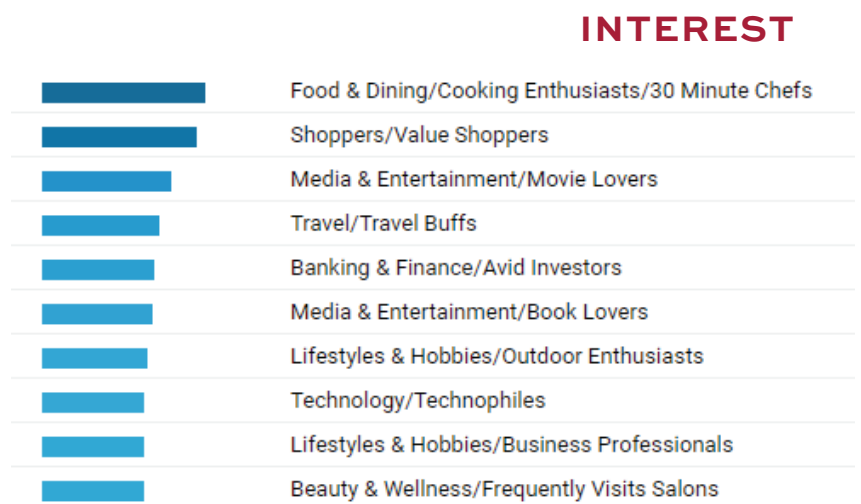 INTEREST
Food & Dining/Cooking Enthusiasts/30 Minute Chefs
Shoppers/Value Shoppers
Media & Entertainment/Movie Lovers
Travel/Travel Buffs
Banking & Finance/Avid Investors
Media & Entertainment/Book Lovers
Lifestyles & Hobbies/Outdoor Enthusiasts
Technology/Technophiles
Lifestyles & Hobbies/Business Professionals
Beauty & Wellness/Frequently Visits Salons